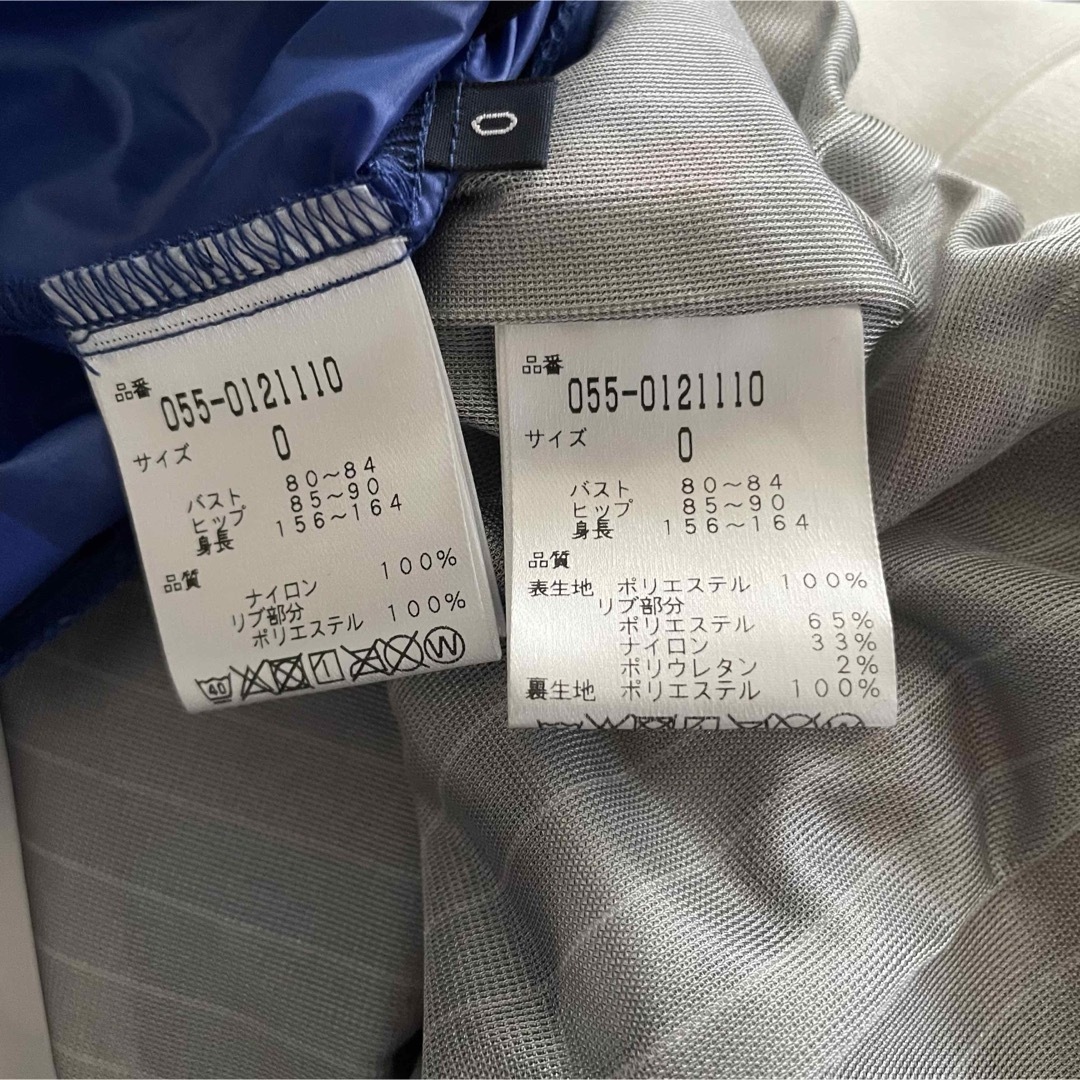 0
品番
055-0121110
サイズ 0
バスト 80～84
ヒップ 85～90
身長 156～164
品質
ナイロン 100%
リブ部分
ポリエステル 100%
40 1 W
品番
055-0121110
サイズ 0
バスト 80～84
ヒップ 85～90
身長 156～164
品質
表生地 ポリエステル 100%
リブ部分
ポリエステル 65%
ナイロン 33%
ポリウレタン 2%
裏生地 ポリエステル 100%